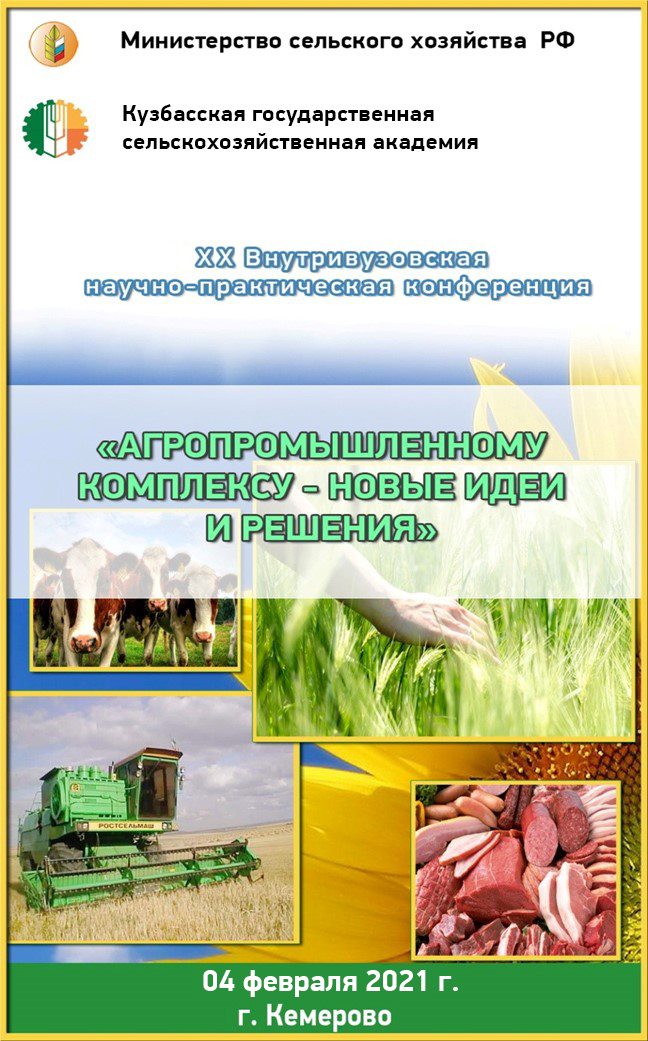 Министерство сельского хозяйства РФ
Кузбасская государственная
сельскохозяйственная академия
XX Внутривузовская
научно-практическая конференция
«АГРОПРОМЫШЛЕННОМУ
КОМПЛЕКСУ - НОВЫЕ ИДЕИ
И РЕШЕНИЯ»
РОСТСЕЛЬМАШ
04 февраля 2021 г.
г. Кемерово